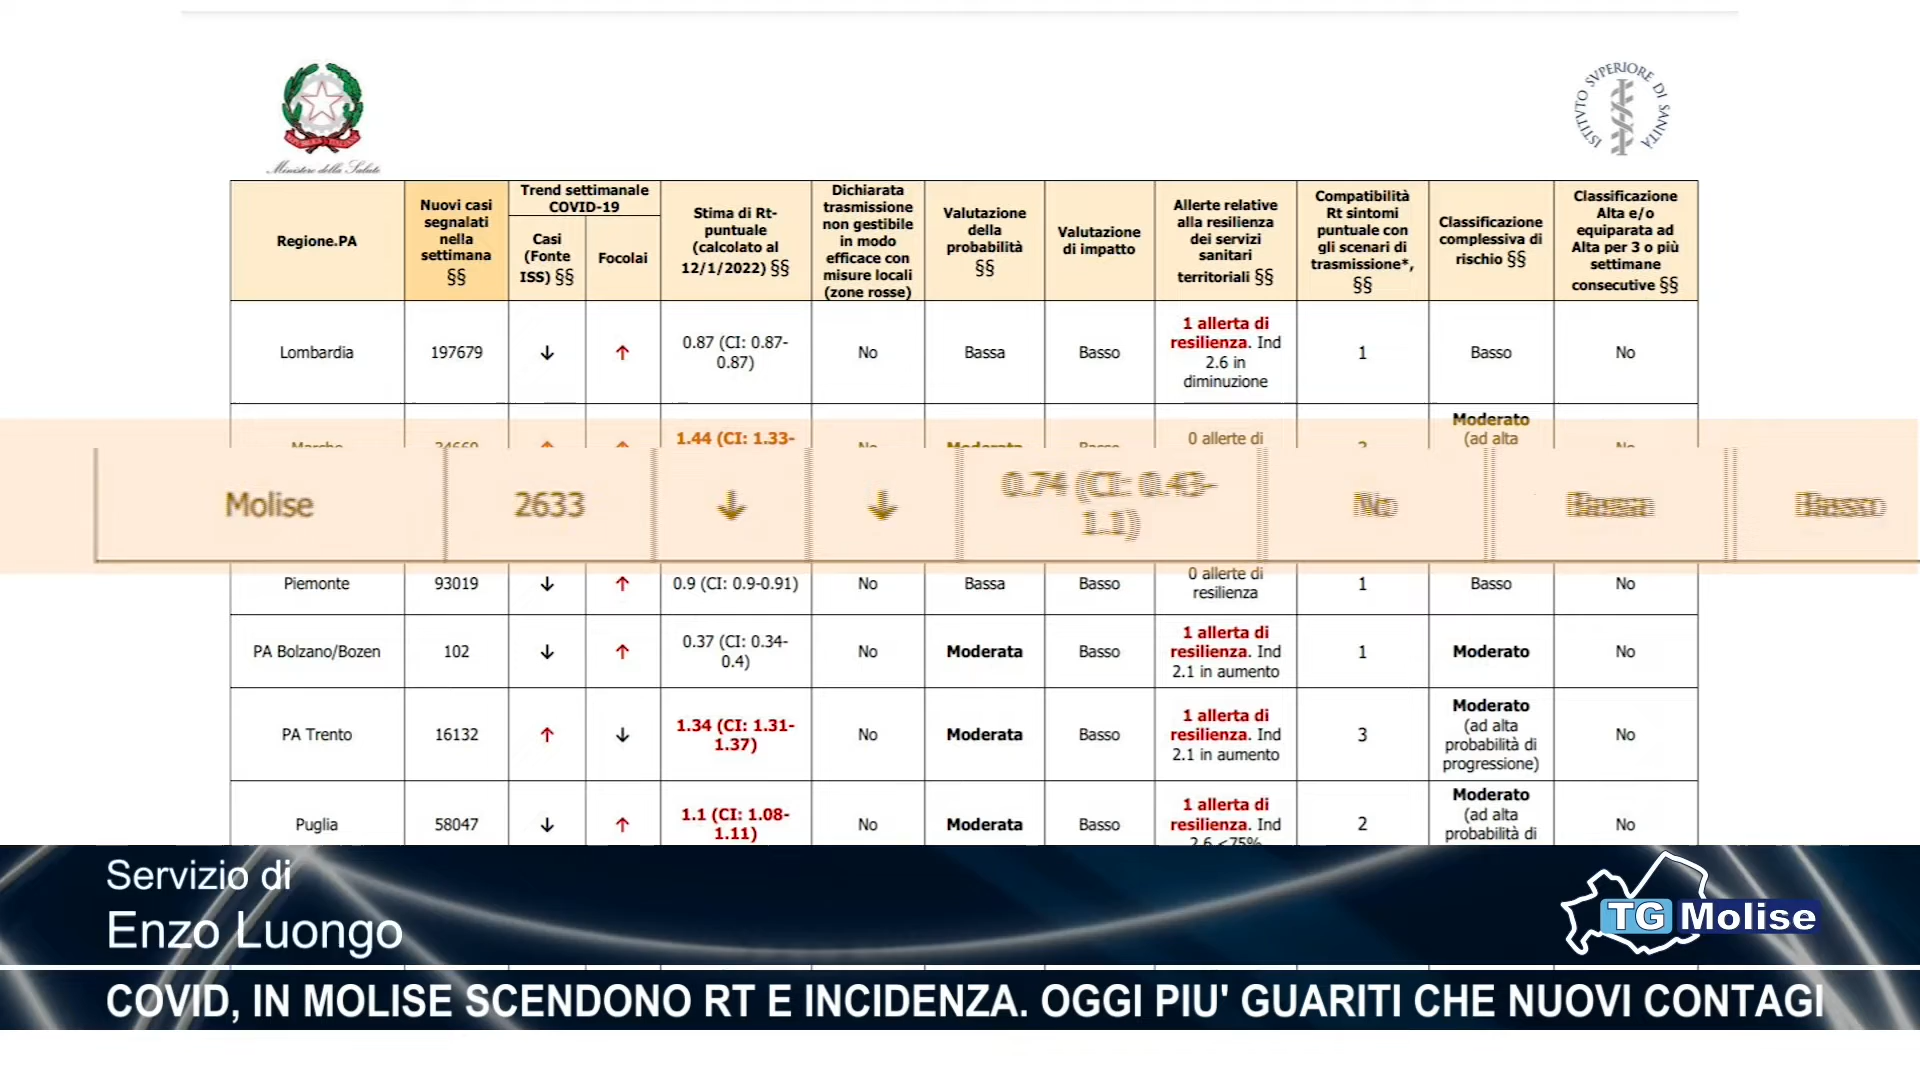 Ministero della Salute
ISTITVTO SVPERIORE DI SANITÀ
Regione.PA
Nuovi casi
segnalati
nella
settimana
§§
Trend settimanale
COVID-19
Casi
(Fonte
ISS) §§
Focolai
Stima di Rt-
puntuale
(calcolato al
12/1/2022) §§
Dichiarata
trasmissione
non gestibile
in modo
efficace con
misure locali
(zone rosse)
Valutazione
della
probabilità
§§
Valutazione
di impatto
Allerte relative
alla resilienza
dei servizi
sanitari
territoriali §§
Compatibilità
Rt sintomi
puntuale con
gli scenari di
trasmissione*,
§§
Classificazione
complessiva di
rischio §§
Classificazione
Alta e/o
equiparata ad
Alta per 3 o più
settimane
consecutive §§
Lombardia
197679
↓
↑
0.87 (CI: 0.87-
0.87)
No
Bassa
Basso
1 allerta di
resilienza. Ind
2.6 in
diminuzione
1
Basso
No
1.44 (CI: 1.33-
0 allerte di
Moderato
(ad alta
Molise
2633
↓
↓
0.74 (CI: 0.43-
1.1)
No
Bassa
Basso
Piemonte
93019
↓
↑
0.9 (CI: 0.9-0.91)
No
Bassa
Basso
0 allerte di
resilienza
1
Basso
No
PA Bolzano/Bozen
102
↓
↑
0.37 (CI: 0.34-
0.4)
No
Moderata
Basso
1 allerta di
resilienza. Ind
2.1 in aumento
1
Moderato
No
PA Trento
16132
↑
↓
1.34 (CI: 1.31-
1.37)
No
Moderata
Basso
1 allerta di
resilienza. Ind
2.1 in aumento
3
Moderato
(ad alta
probabilità di
progressione)
No
Puglia
58047
↓
↑
1.1 (CI: 1.08-
1.11)
No
Moderata
Basso
1 allerta di
resilienza. Ind
2.6 <75%
2
Moderato
(ad alta
probabilità di
No
Servizio di
Enzo Luongo
TG Molise
COVID, IN MOLISE SCENDONO RT E INCIDENZA. OGGI PIU' GUARITI CHE NUOVI CONTAGI